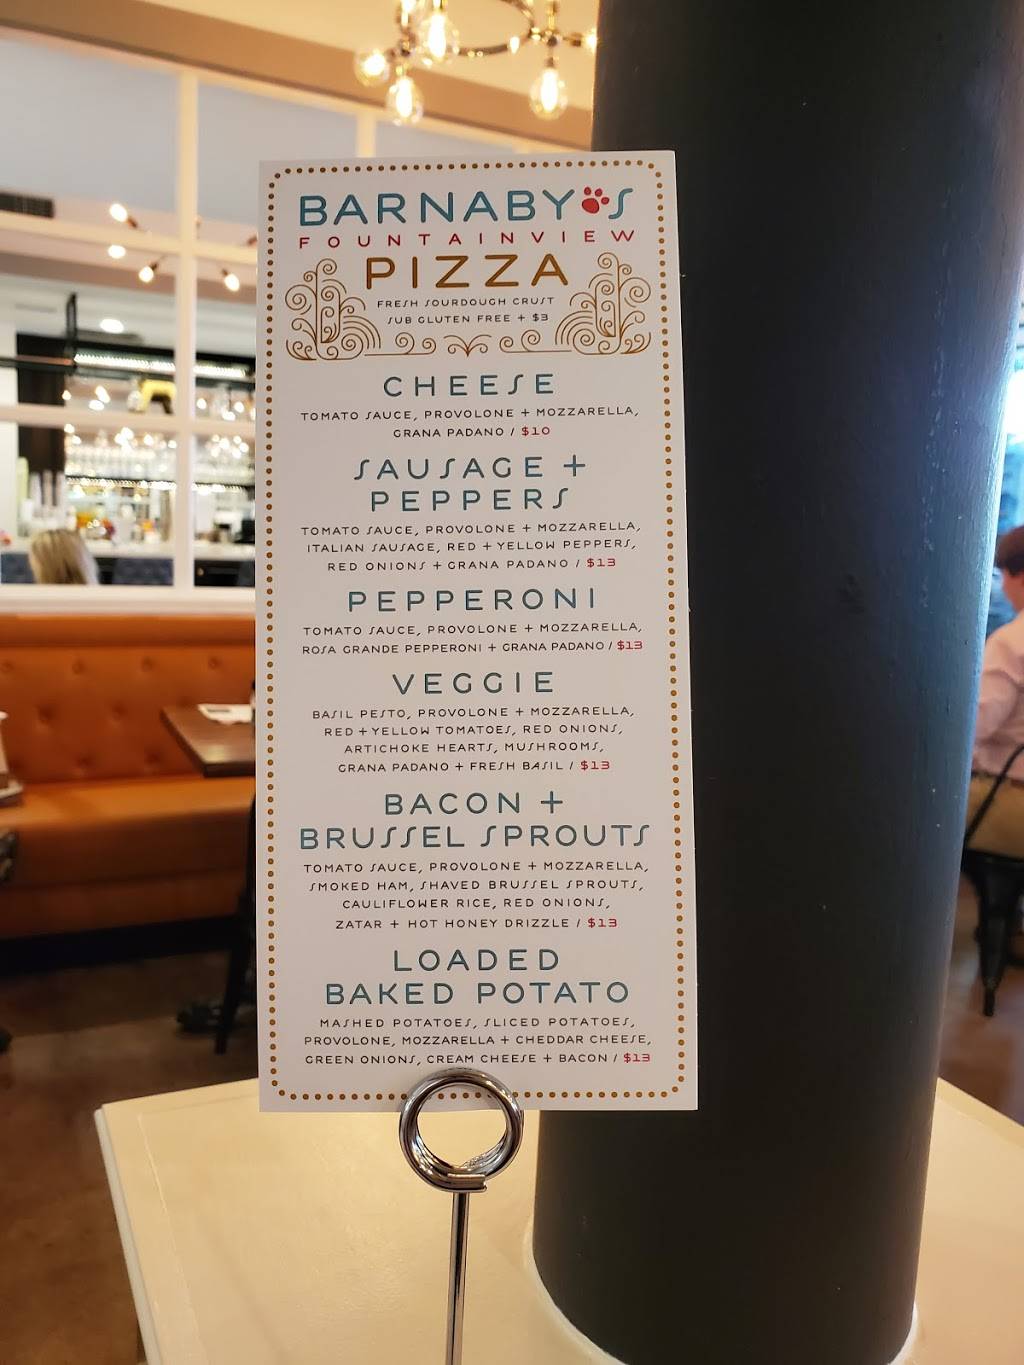 BARNABY'S
FOUNTAINVIEW
PIZZA
FRESH SOURDOUGH CRUST
SUB GLUTEN FREE + $3
CHEESE
TOMATO SAUCE, PROVOLONE + MOZZARELLA,
GRANA PADANO / $10
SAUSAGE +
PEPPERS
TOMATO SAUCE, PROVOLONE + MOZZARELLA,
ITALIAN SAUSAGE, RED + YELLOW PEPPERS,
RED ONIONS + GRANA PADANO / $13
PEPPERONI
TOMATO SAUCE, PROVOLONE + MOZZARELLA,
ROSA GRANDE PEPPERONI + GRANA PADANO / $13
VEGGIE
BASIL PESTO, PROVOLONE + MOZZARELLA,
RED + YELLOW TOMATOES, RED ONIONS,
ARTICHOKE HEARTS, MUSHROOMS,
GRANA PADANO + FRESH BASIL / $13
BACON +
BRUSSEL SPROUTS
TOMATO SAUCE, PROVOLONE + MOZZARELLA,
SMOKED HAM, SHAVED BRUSSEL SPROUTS,
CAULIFLOWER RICE, RED ONIONS,
ZATAR + HOT HONEY DRIZZLE / $13
LOADED
BAKED POTATO
MASHED POTATOES, SLICED POTATOES,
PROVOLONE, MOZZARELLA + CHEDDAR CHEESE,
GREEN ONIONS, CREAM CHEESE + BACON / $13